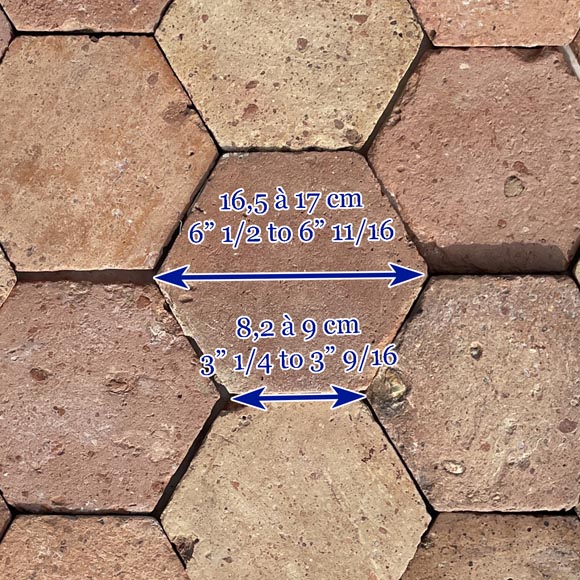 16,5 à 17 cm
6” 1/2 to 6” 11/16
8,2 à 9 cm
3” 1/4 to 3” 9/16